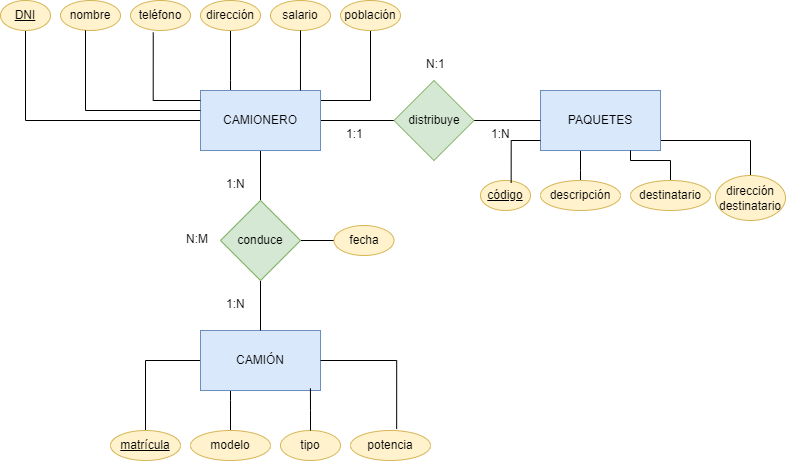 DNI
nombre
teléfono
dirección
salario
población
N:1
CAMIONERO
distribuye
PAQUETES
1:1
1:N
1:N
código
descripción
destinatario
dirección
destinatario
N:M
conduce
fecha
1:N
CAMIÓN
matrícula
modelo
tipo
potencia